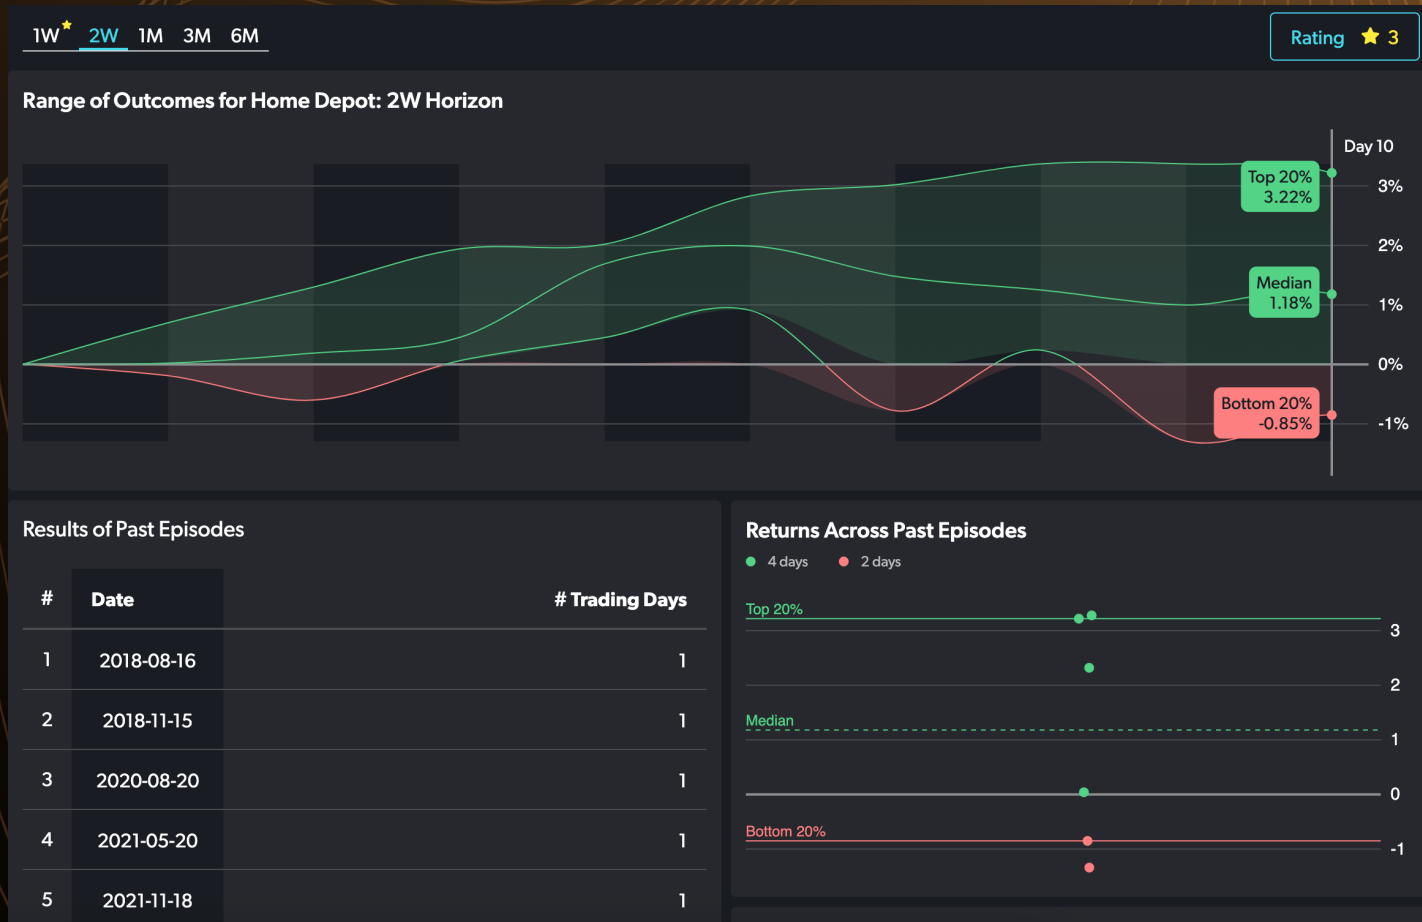 1W 2W 1M 3M 6M
Rating 3
Range of Outcomes for Home Depot: 2W Horizon
Day 10
Top 20%
3.22%
3%
2%
Median
1.18%
1%
0%
Bottom 20%
-0.85%
-1%
Results of Past Episodes
# Date # Trading Days
1 2018-08-16 1
2 2018-11-15 1
3 2020-08-20 1
4 2021-05-20 1
5 2021-11-18 1
Returns Across Past Episodes
4 days 2 days
Top 20%
3
2
Median
1
0
Bottom 20%
-1